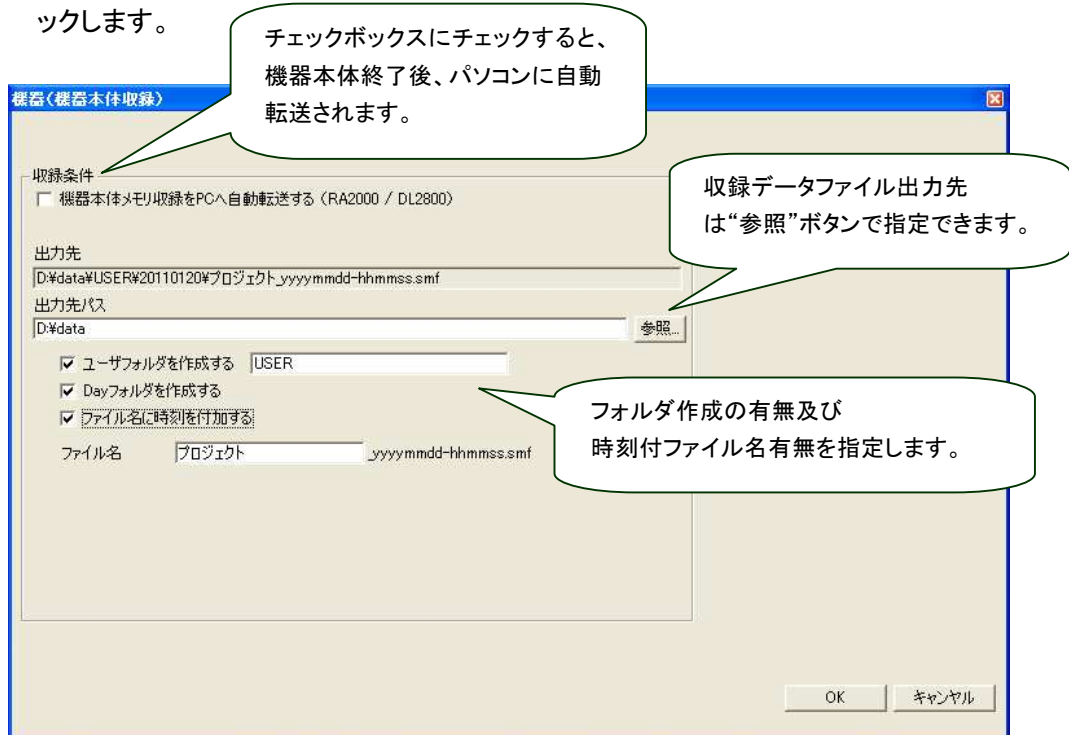 ックします。
チェックボックスにチェックすると、
機器本体終了後、パソコンに自動
転送されます。
機器(機器本体収録)
収録条件
機器本体メモリ収録をPCへ自動転送する (RA2000 / DL2800)
収録データファイル出力先
は“参照”ボタンで指定できます。
出力先
D:¥data¥USER¥20110120¥プロジェクト_yyyymmdd-hhmmss.smf
出力先パス
D:¥data
参照...
ユーザフォルダを作成する USER
Dayフォルダを作成する
ファイル名に時刻を付加する
フォルダ作成の有無及び
時刻付ファイル名有無を指定します。
ファイル名 プロジェクト _yyyymmdd-hhmmss.smf
OK キャンセル